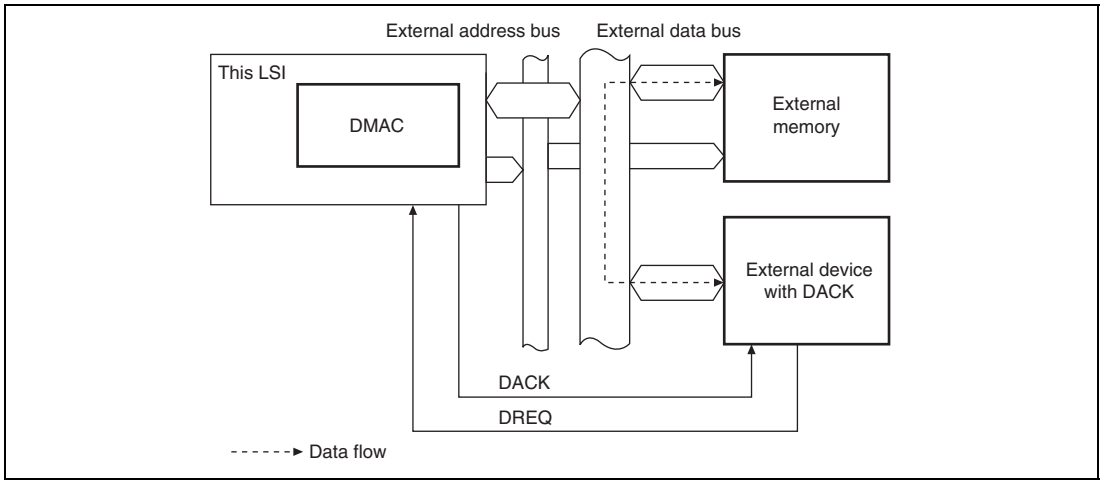 External address bus
External data bus
This LSI
DMAC
External
memory
External device
with DACK
DACK
DREQ
Data flow